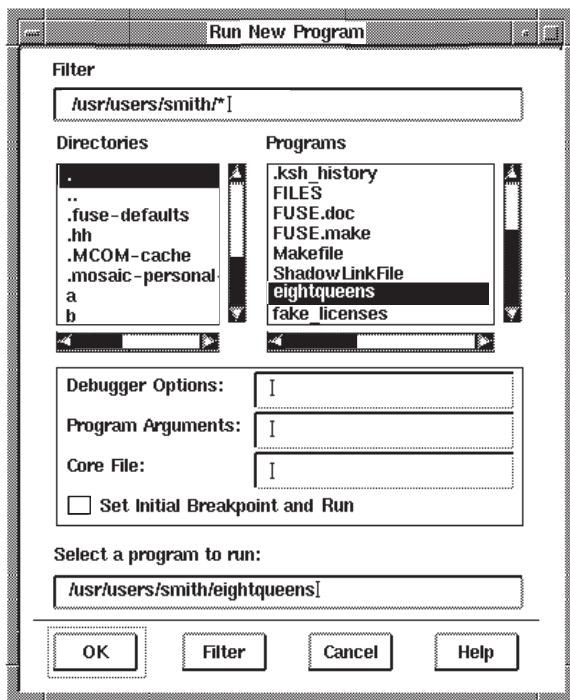 Run New Program
Filter
/usr/users/smith/*
Directories
Programs
.
..
.fuse-defaults
.hh
.MCOM-cache
.mosaic-personal-
a
b
.ksh_history
FILES
FUSE.doc
FUSE.make
Makefile
ShadowLinkFile
eightqueens
fake_licenses
Debugger Options:
Program Arguments:
Core File:
Set Initial Breakpoint and Run
Select a program to run:
/usr/users/smith/eightqueens
OK
Filter
Cancel
Help